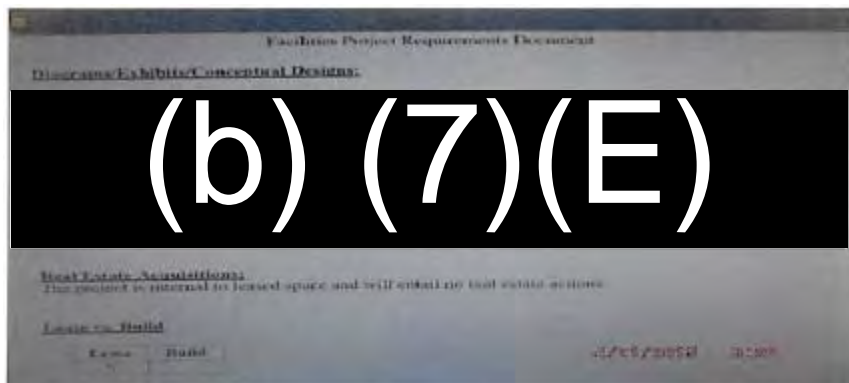 Facilities Project Requirements Document
Diagrams/Exhibits/Conceptual Designs:
(b) (7)(E)
Real Estate Acquisitions:
This project is internal to leased space and will entail no real estate actions.
Lease vs. Build
Lease Build